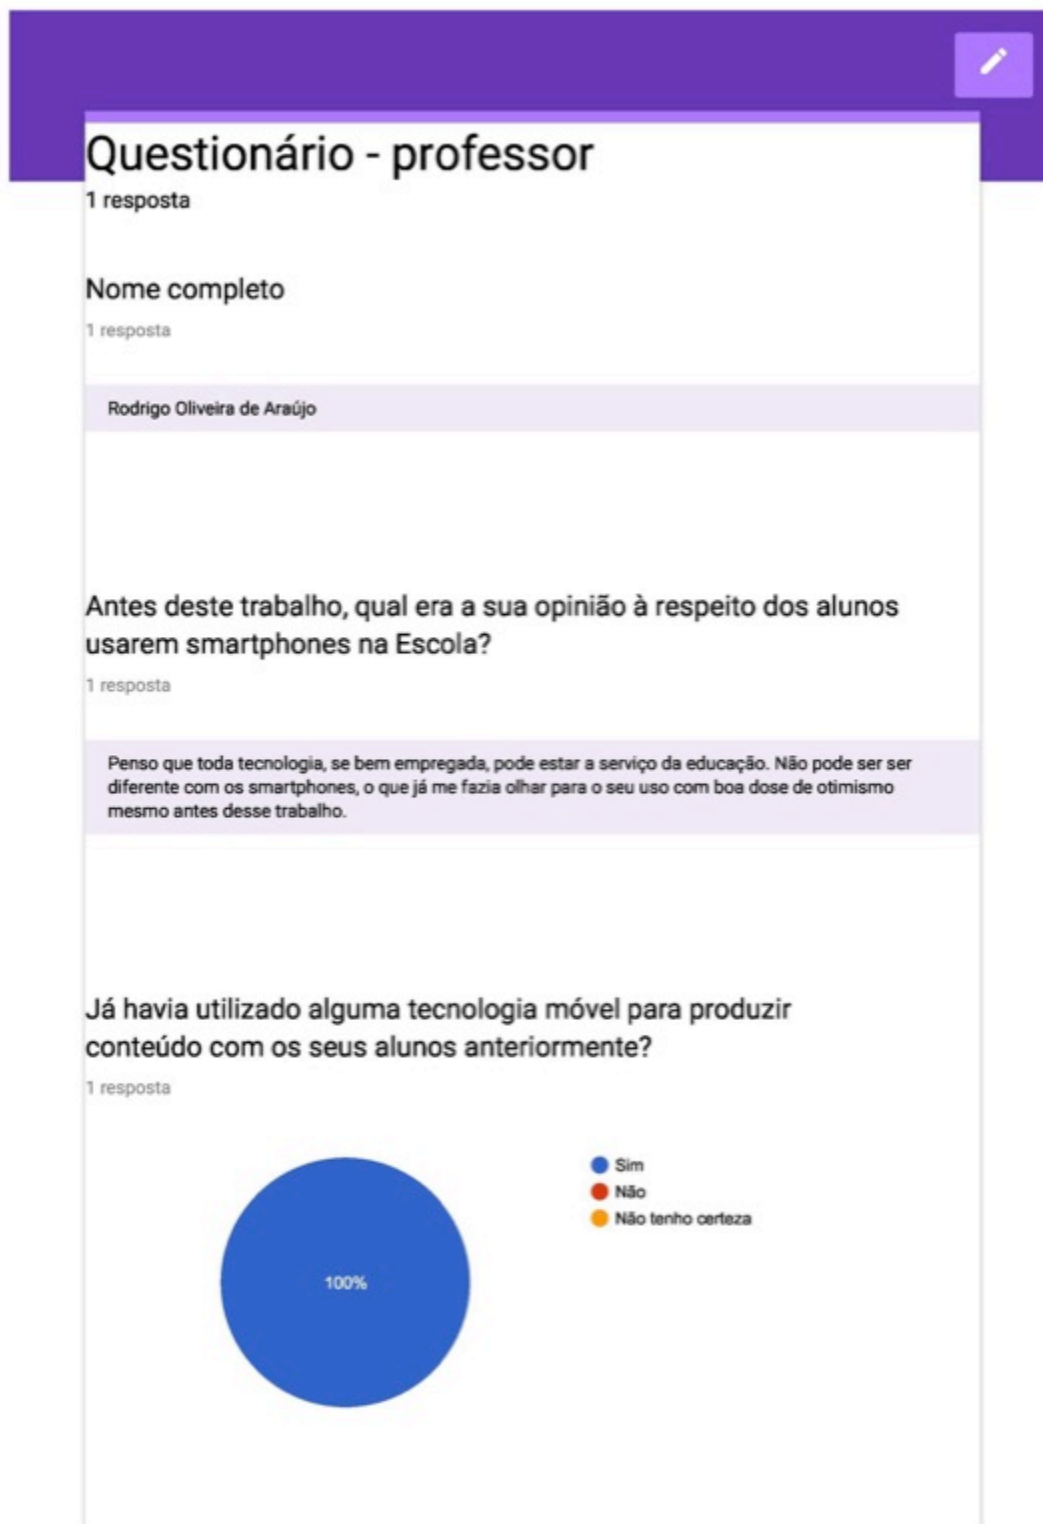 Questionário - professor
1 resposta
Nome completo
1 resposta
Rodrigo Oliveira de Araújo
Antes deste trabalho, qual era a sua opinião à respeito dos alunos
usarem smartphones na Escola?
1 resposta
Penso que toda tecnologia, se bem empregada, pode estar a serviço da educação. Não pode ser ser
diferente com os smartphones, o que já me fazia olhar para o seu uso com boa dose de otimismo
mesmo antes desse trabalho.
Já havia utilizado alguma tecnologia móvel para produzir
conteúdo com os seus alunos anteriormente?
1 resposta
Sim
Não
Não tenho certeza
100%